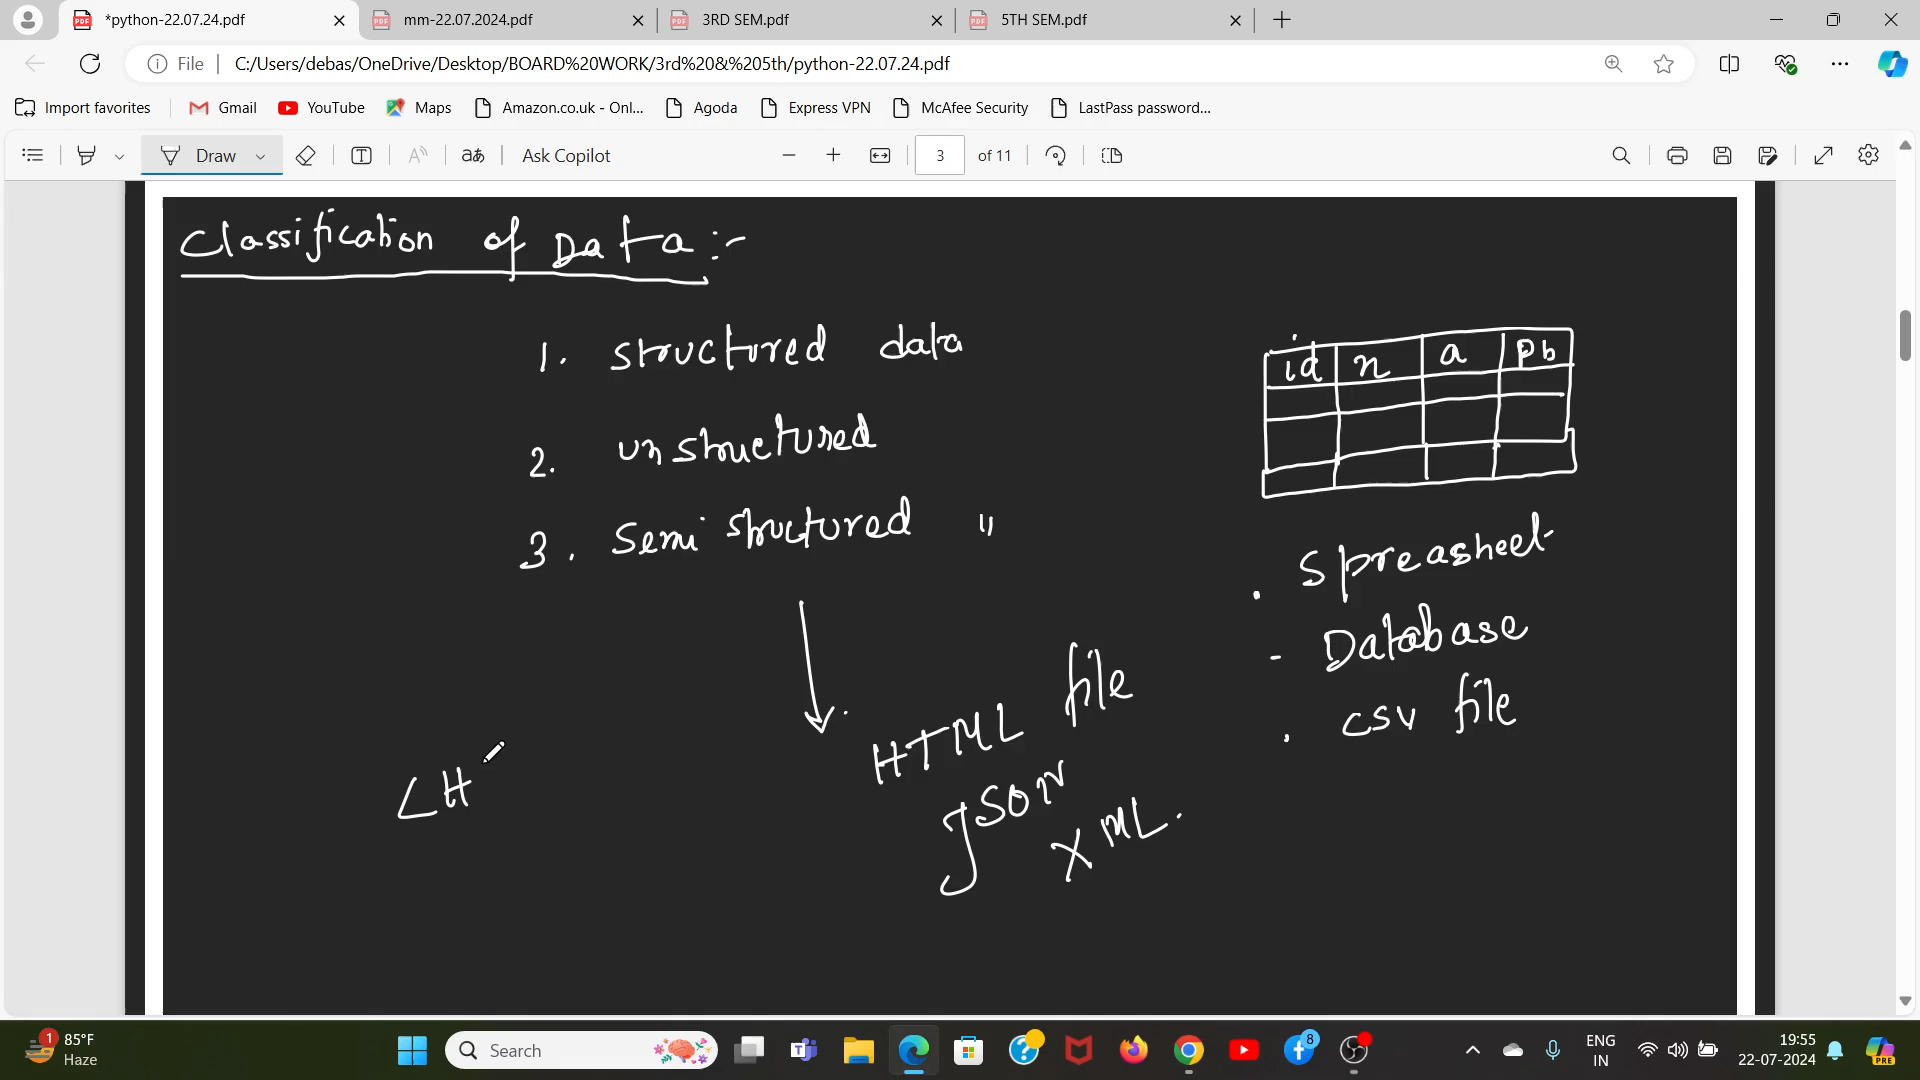 *python-22.07.24.pdf
mm-22.07.2024.pdf
3RD SEM.pdf
5TH SEM.pdf
File
C:/Users/debas/OneDrive/Desktop/BOARD%20WORK/3rd%20&%205th/python-22.07.24.pdf
Import favorites
Gmail
YouTube
Maps
Amazon.co.uk - Onl...
Agoda
Express VPN
McAfee Security
LastPass password...
Draw
Ask Copilot
3 of 11
Classification of Data :-
1. structured data
2. unstructured
3. Semi structured "
id n a Pb
. Spreasheet
- Database
. CSV file
HTML file
JSON
XML.
<H
1
85°F
Haze
Search
8
ENG
IN
19:55
22-07-2024
PRE